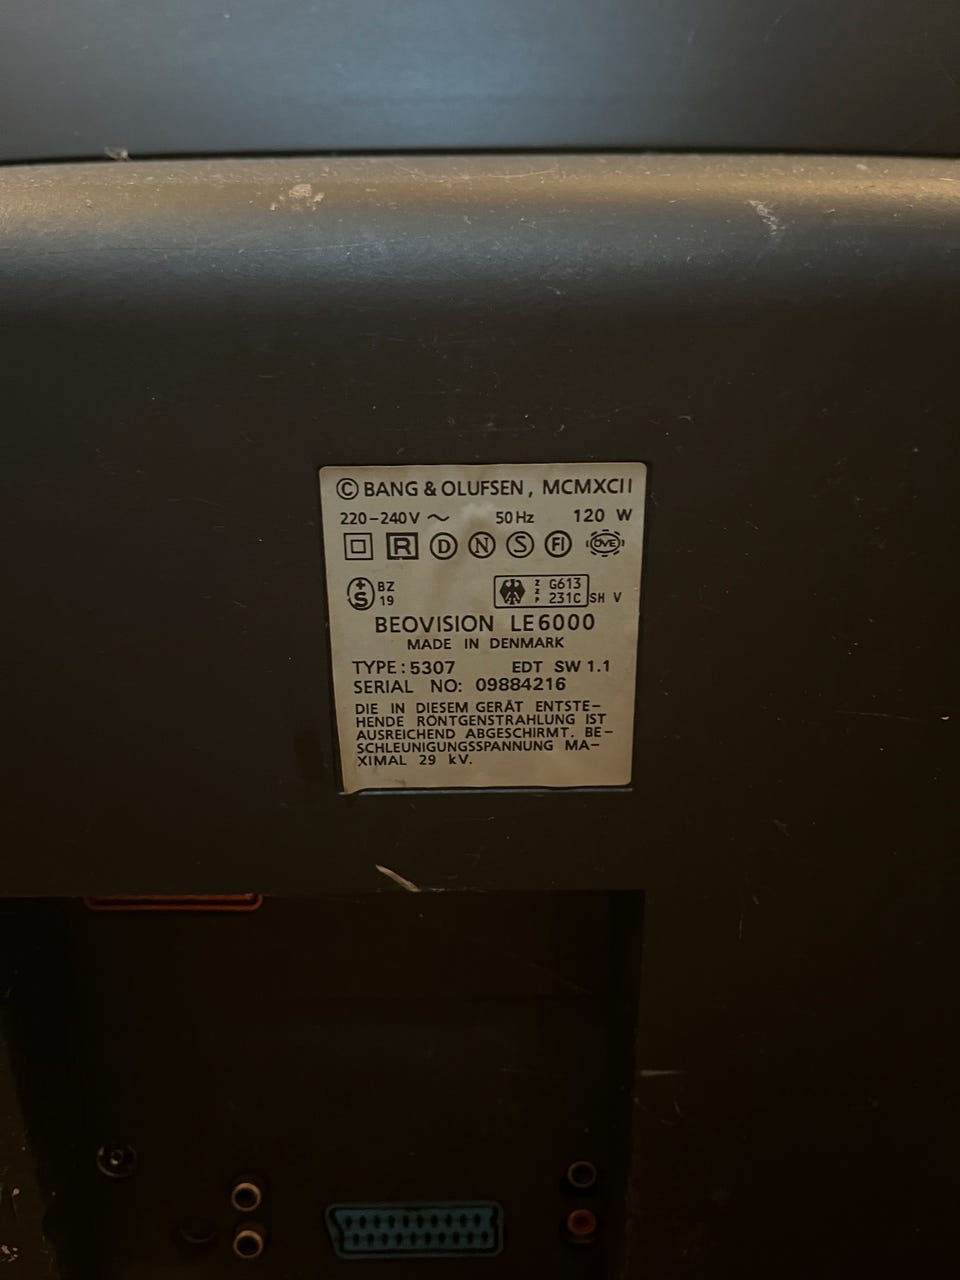 © BANG & OLUFSEN, MCMXCII
220-240V ~ 50 Hz 120 W
R D N S FI ÖVE
+S BZ 19
ZZF G613 231C SH V
BEOVISION LE6000
MADE IN DENMARK
TYPE: 5307 EDT SW 1.1
SERIAL NO: 09884216
DIE IN DIESEM GERÄT ENTSTE-
HENDE RÖNTGENSTRAHLUNG IST
AUSREICHEND ABGESCHIRMT. BE-
SCHLEUNIGUNGSSPANNUNG MA-
XIMAL 29 kV.